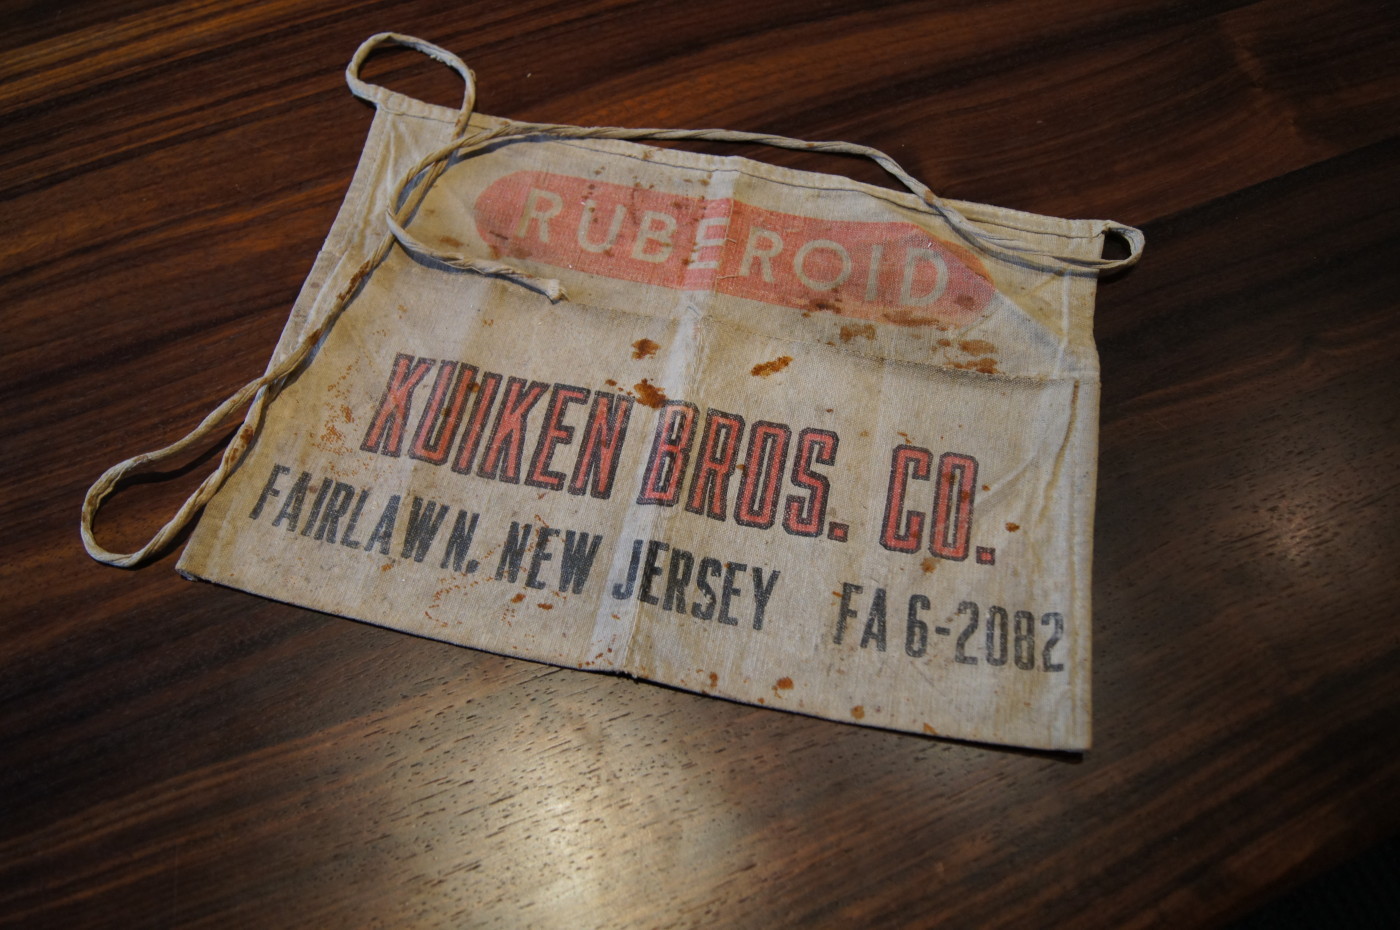 RUBEROID
KUIKEN BROS. CO.
FAIRLAWN, NEW JERSEY FA 6-2082